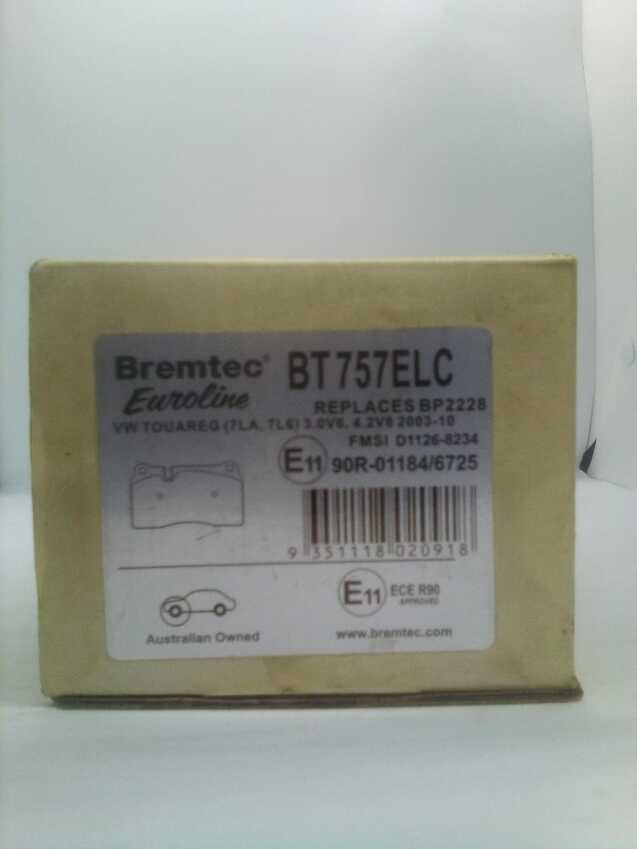 Bremtec®
Euroline
BT757ELC
REPLACES BP2228
VW TOUAREG (7LA, 7L6) 3.0V6, 4.2V8 2003-10
FMSI D1126-8234
E11 90R-01184/6725
9 351118 020918
Australian Owned
E11 ECE R90
APPROVED
www.bremtec.com